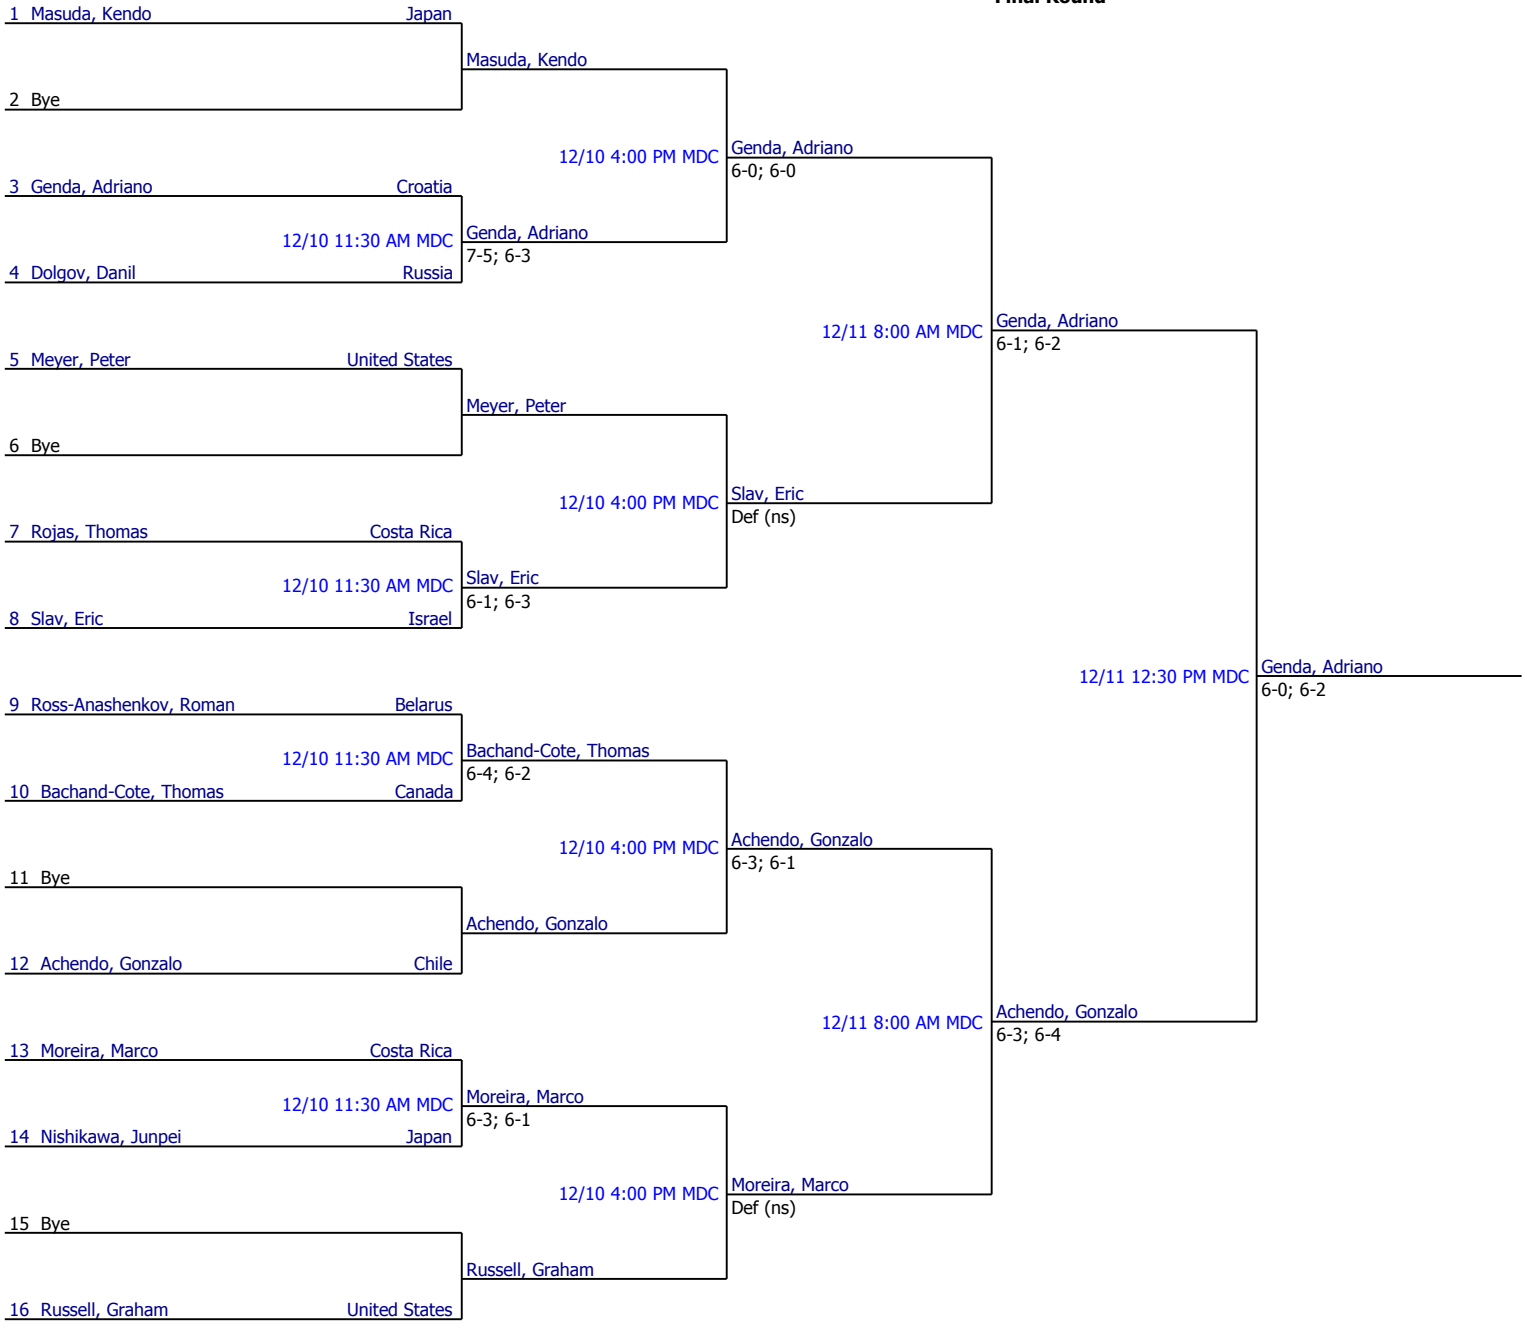 Final Round
1 Masuda, Kendo Japan
Masuda, Kendo
2 Bye
12/10 4:00 PM MDC Genda, Adriano
6-0; 6-0
3 Genda, Adriano Croatia
12/10 11:30 AM MDC Genda, Adriano
7-5; 6-3
4 Dolgov, Danil Russia
12/11 8:00 AM MDC Genda, Adriano
6-1; 6-2
5 Meyer, Peter United States
Meyer, Peter
6 Bye
12/10 4:00 PM MDC Slav, Eric
Def (ns)
7 Rojas, Thomas Costa Rica
12/10 11:30 AM MDC Slav, Eric
6-1; 6-3
8 Slav, Eric Israel
12/11 12:30 PM MDC Genda, Adriano
6-0; 6-2
9 Ross-Anashenkov, Roman Belarus
12/10 11:30 AM MDC Bachand-Cote, Thomas
6-4; 6-2
10 Bachand-Cote, Thomas Canada
12/10 4:00 PM MDC Achendo, Gonzalo
6-3; 6-1
11 Bye
Achendo, Gonzalo
12 Achendo, Gonzalo Chile
12/11 8:00 AM MDC Achendo, Gonzalo
6-3; 6-4
13 Moreira, Marco Costa Rica
12/10 11:30 AM MDC Moreira, Marco
6-3; 6-1
14 Nishikawa, Junpei Japan
12/10 4:00 PM MDC Moreira, Marco
Def (ns)
15 Bye
Russell, Graham
16 Russell, Graham United States